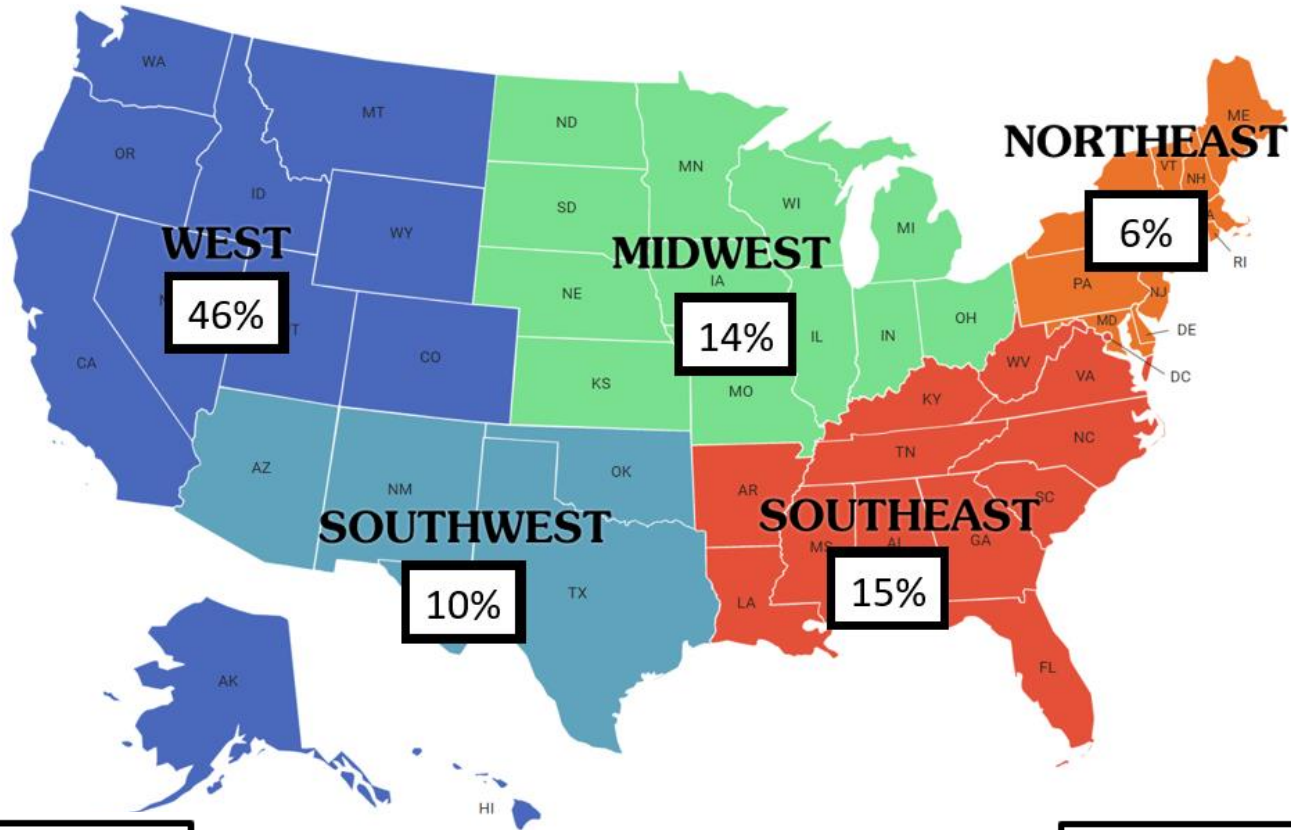 WA
MT
ND
ME
OR
MN
VT
NH
NORTHEAST
ID
SD
WI
MI
6%
WY
WEST
MIDWEST
RI
46%
NE
IA
PA
NJ
14%
IL
IN
OH
MD
DE
CA
CO
KS
MO
WV
VA
DC
KY
AZ
NM
OK
TN
NC
AR
SC
SOUTHWEST
SOUTHEAST
MS
AL
GA
10%
TX
LA
15%
FL
AK
HI